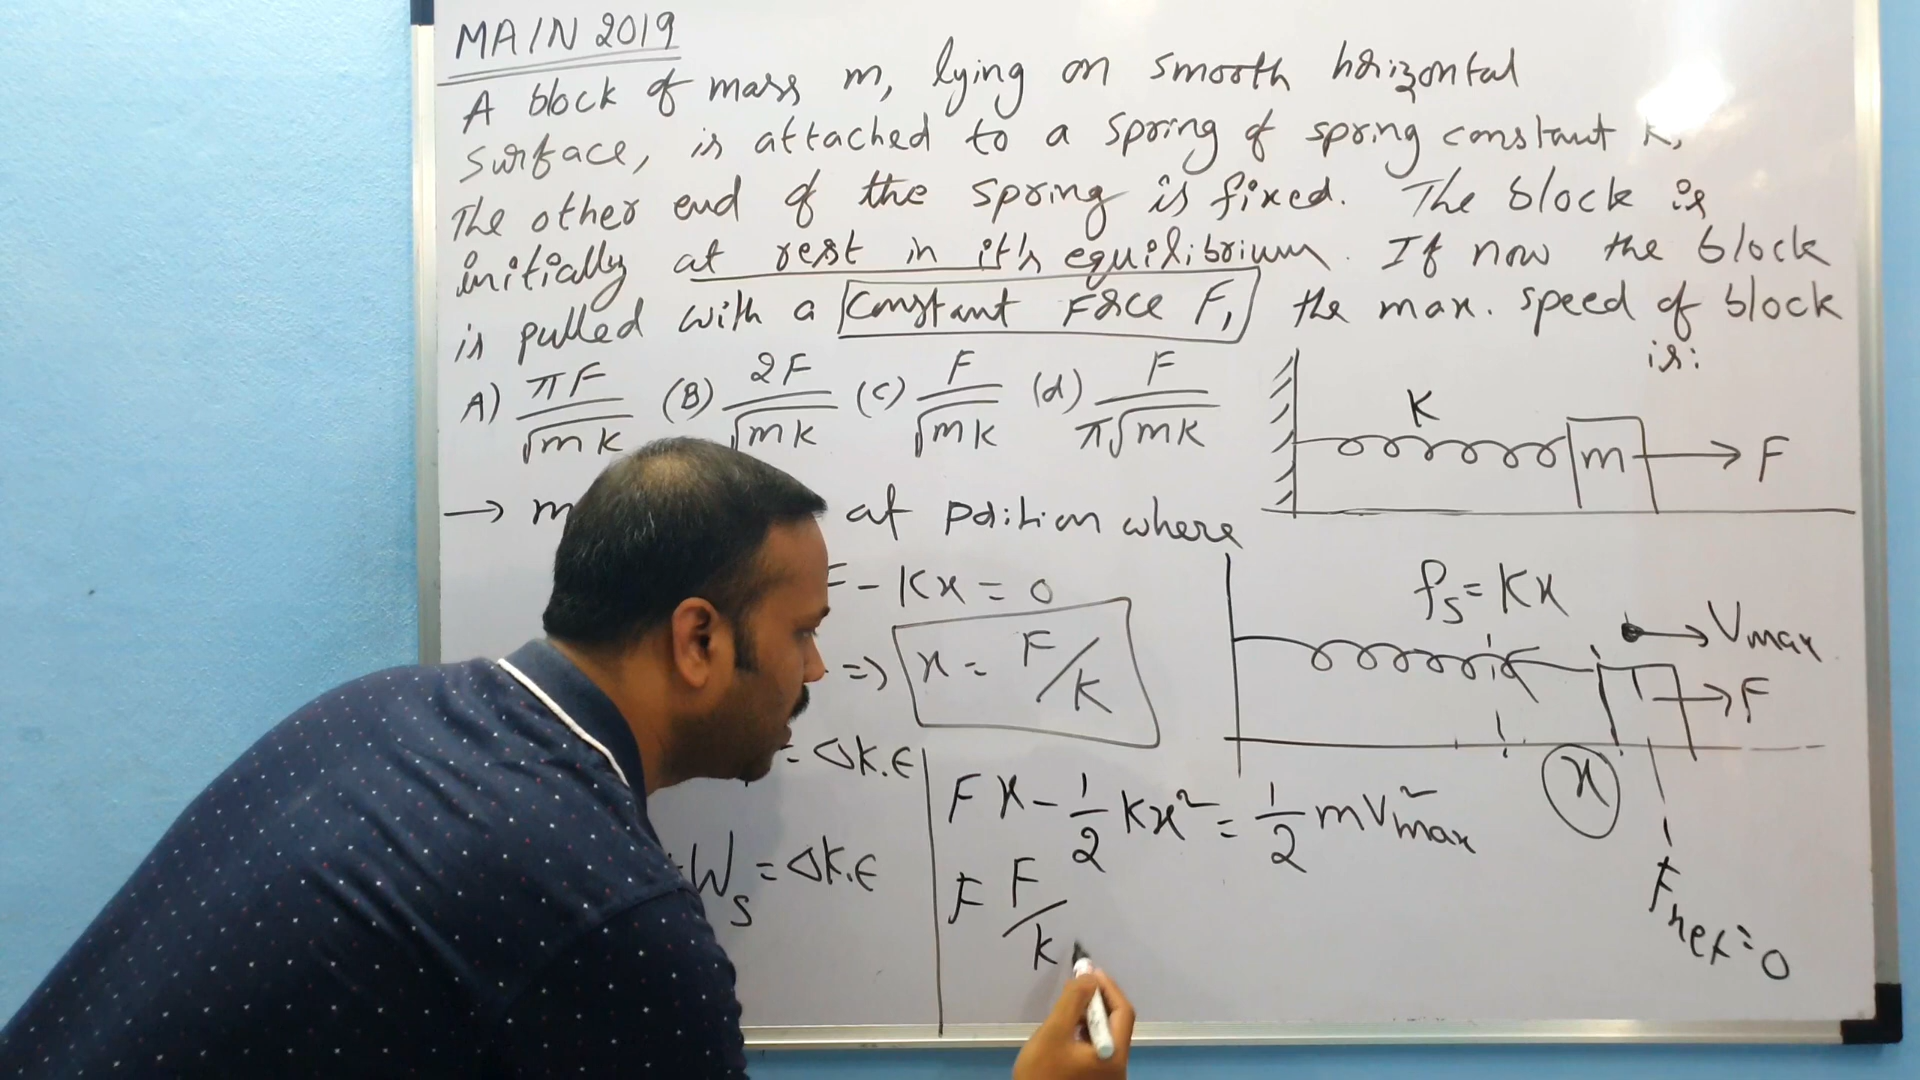 MAIN 2019
A block of mass m, lying on smooth horizontal
surface, is attached to a spring of spring constant K,
The other end of the spring is fixed. The block is
initially at rest in it's equilibrium. If now the block
is pulled with a constant Force F, the max. speed of block
is:
A) πF/√mk (B) 2F/√mk (c) F/√mk (d) F/π√mk
K
m → F
→ m at position where
F - Kx = 0
=> x = F/K
fs = Kx
Vmax
F
x
Fnet = 0
= ΔK.E
Ws = ΔK.E
Fx - 1/2 Kx² = 1/2 mV²max
F F/k